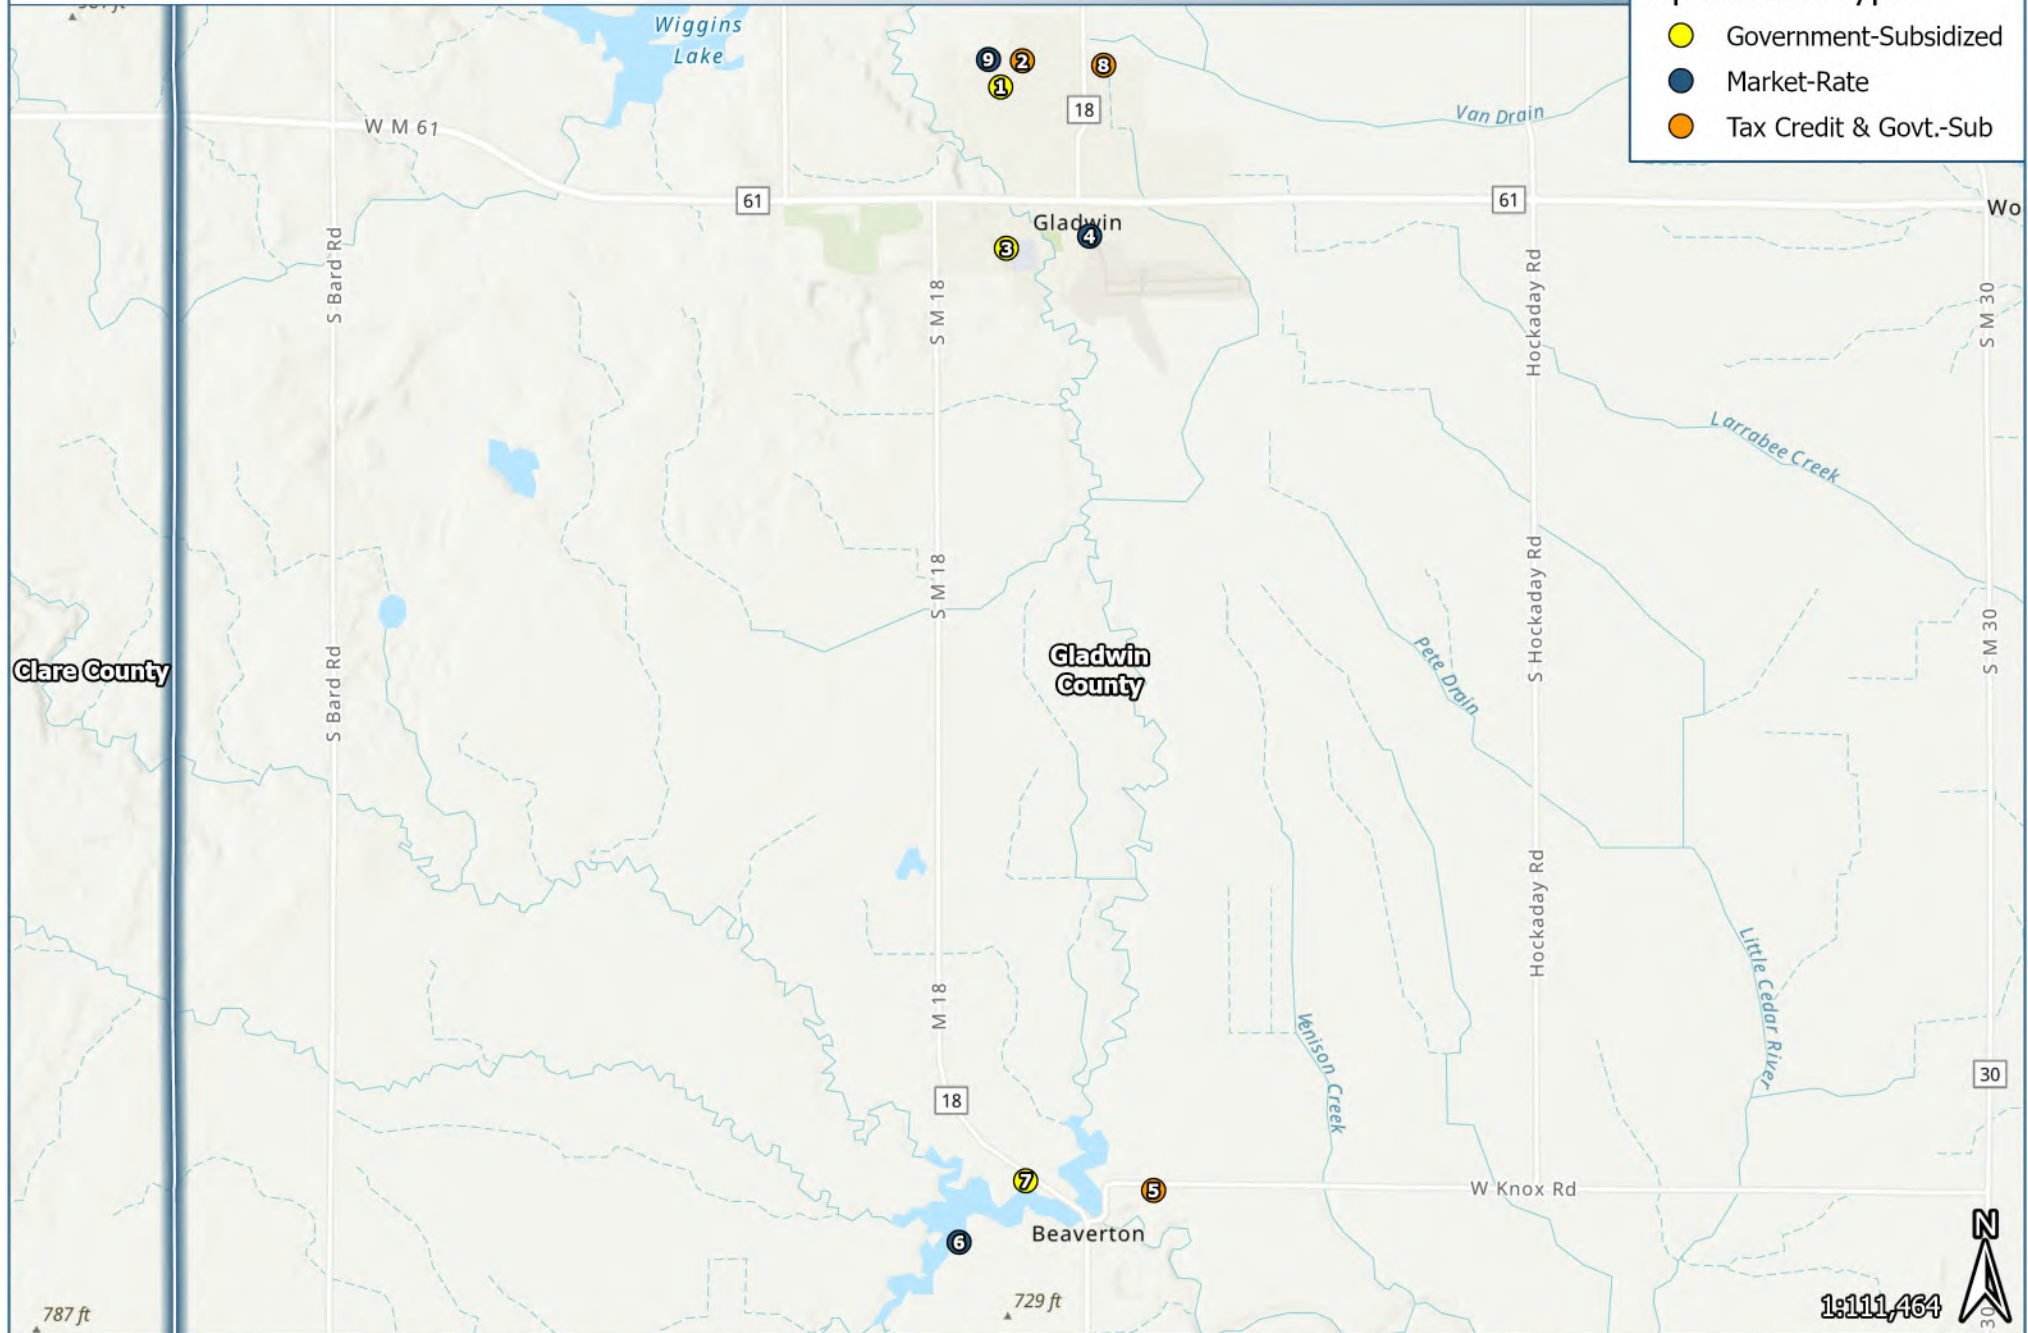 Wiggins
Lake
Government-Subsidized
Market-Rate
Tax Credit & Govt.-Sub
9
2
8
1
18
Van Drain
W M 61
61
61
Gladwin
4
3
S Bard Rd
S M 18
Hockaday Rd
S M 30
Larrabee Creek
S M 18
S Hockaday Rd
S M 30
Clare County
Gladwin
County
S Bard Rd
Pete Drain
Hockaday Rd
Little Cedar River
M 18
Venison Creek
18
30
7
5
W Knox Rd
Beaverton
6
N
729 ft
787 ft
1:111,464
30